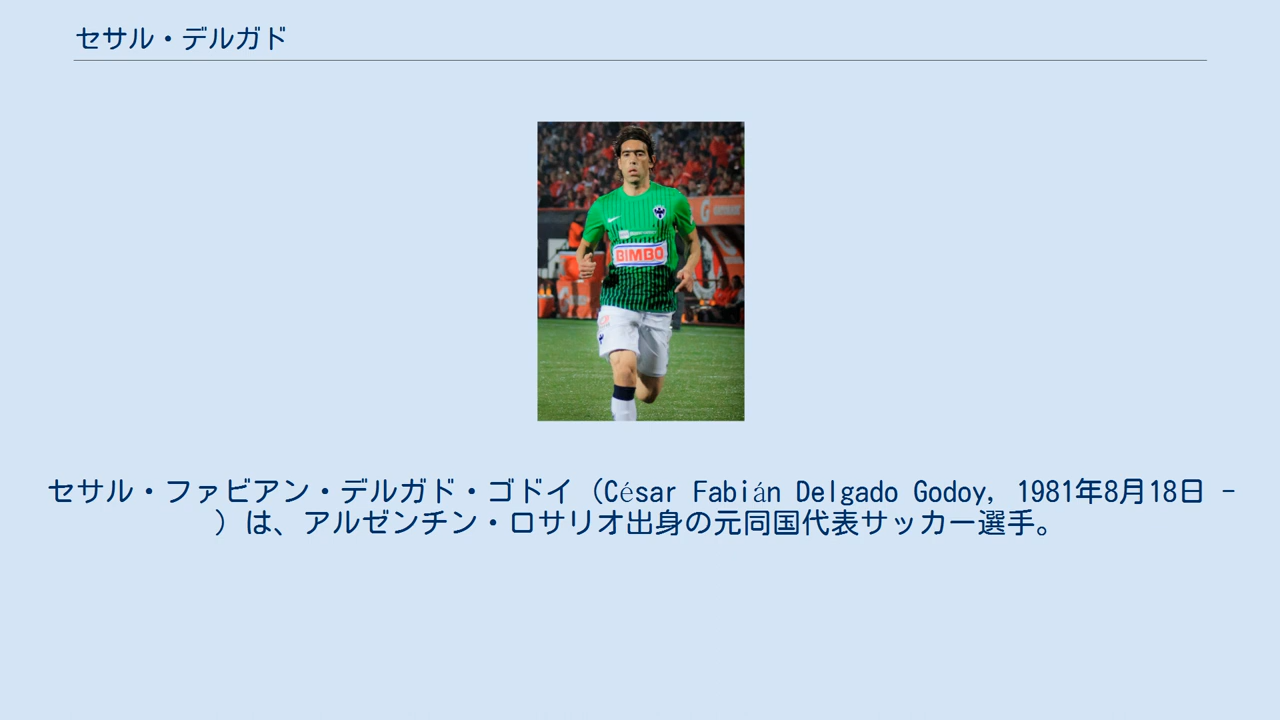 セサル・デルガド
BIMBO
セサル・ファビアン・デルガド・ゴドイ（César Fabián Delgado Godoy, 1981年8月18日 -
）は、アルゼンチン・ロサリオ出身の元同国代表サッカー選手。